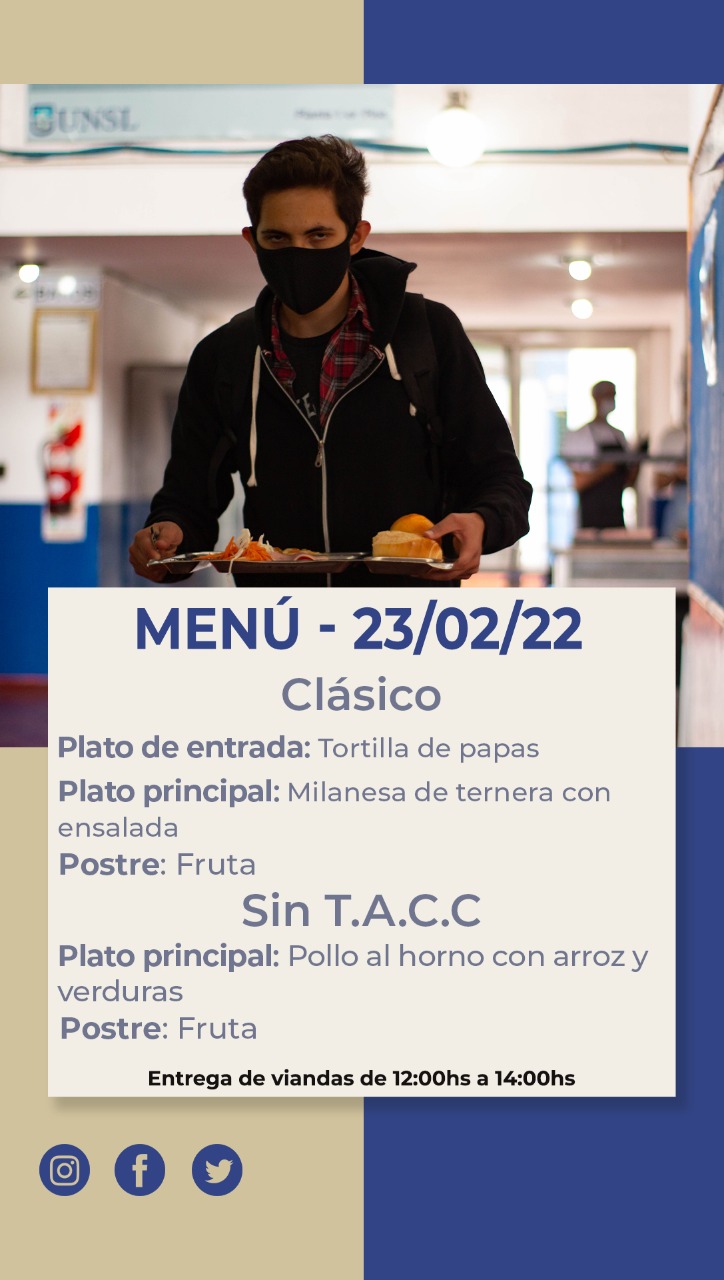 UNSL
MENÚ - 23/02/22
Clásico
Plato de entrada: Tortilla de papas
Plato principal: Milanesa de ternera con
ensalada
Postre: Fruta
Sin T.A.C.C
Plato principal: Pollo al horno con arroz y
verduras
Postre: Fruta
Entrega de viandas de 12:00hs a 14:00hs